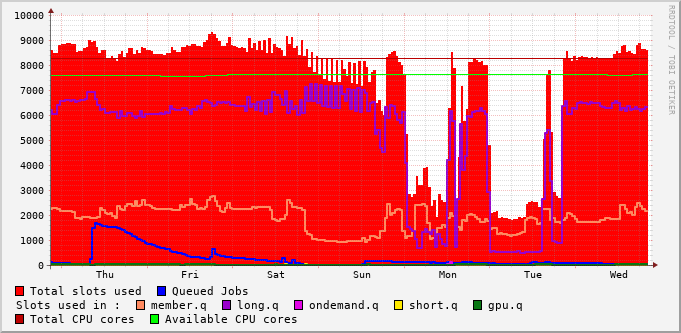 10000
9000
8000
7000
6000
5000
4000
3000
2000
1000
0
Thu Fri Sat Sun Mon Tue Wed
RRDTOOL / TOBI OETIKER
Total slots used Queued Jobs
Slots used in : member.q long.q ondemand.q short.q gpu.q
Total CPU cores Available CPU cores